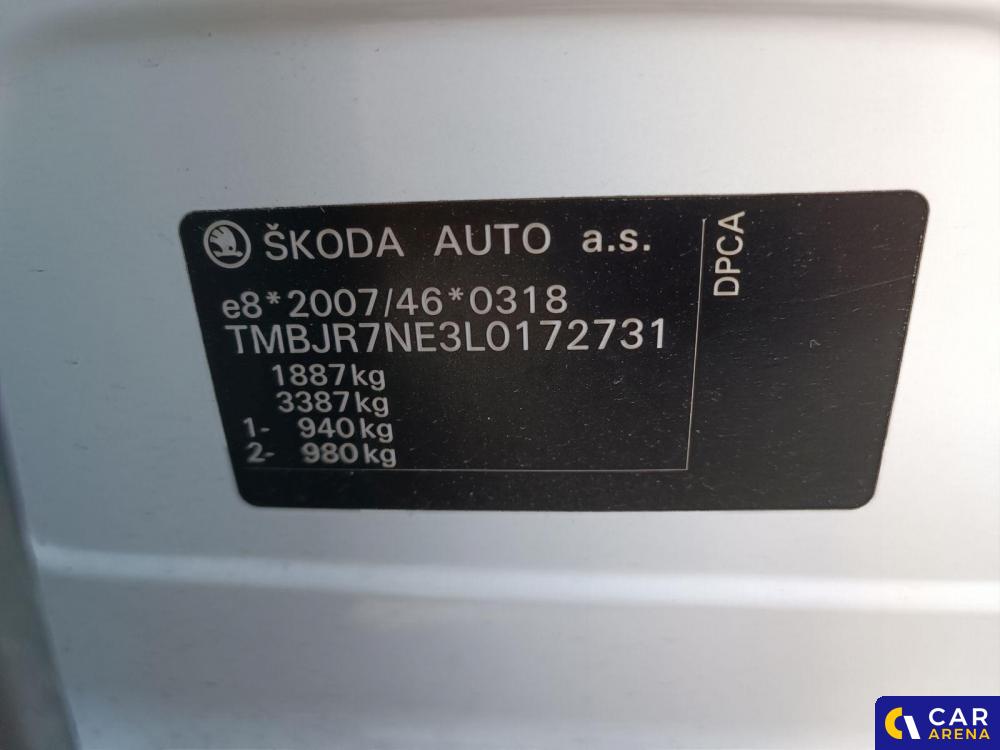 ŠKODA AUTO a.s.
DPCA
e8*2007/46*0318
TMBJR7NE3L0172731
1887kg
3387kg
1- 940kg
2- 980kg
CAR
ARENA